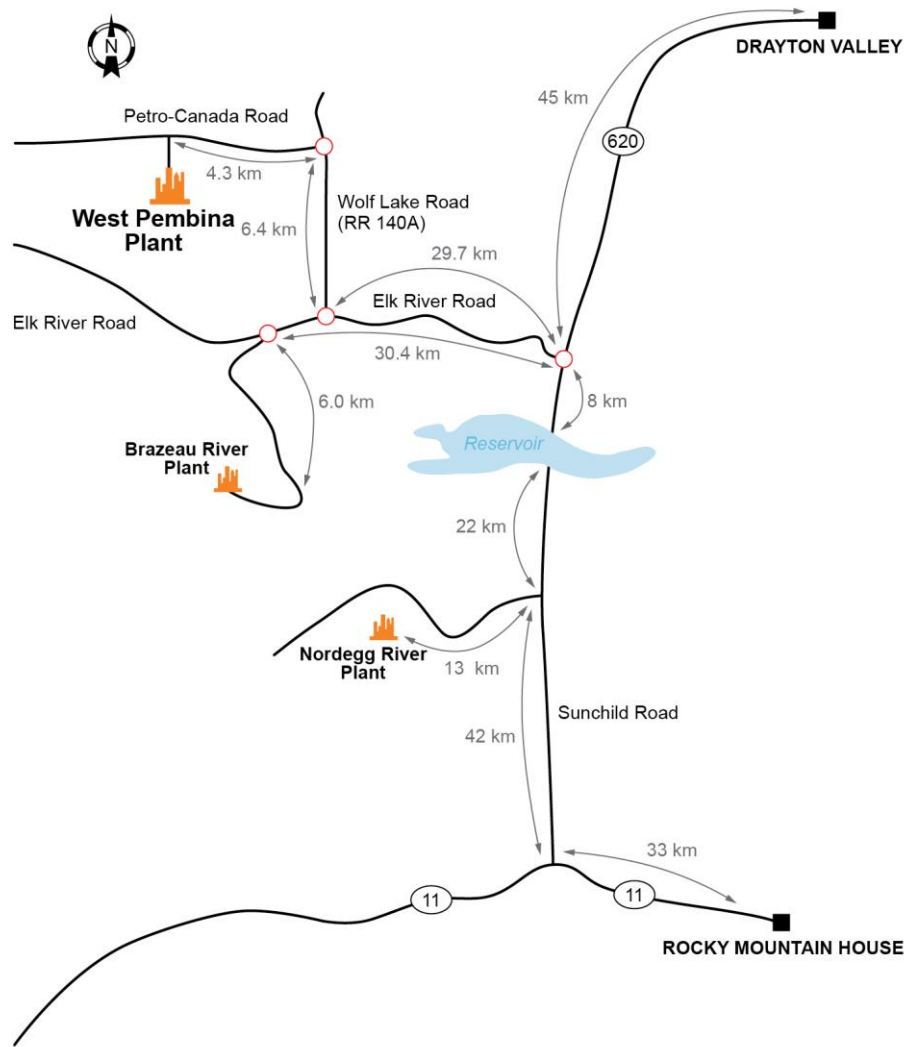 N
DRAYTON VALLEY
45 km
Petro-Canada Road
620
4.3 km
West Pembina
Plant
Wolf Lake Road
(RR 140A)
6.4 km
29.7 km
Elk River Road
Elk River Road
30.4 km
6.0 km
8 km
Brazeau River
Plant
Reservoir
22 km
Nordegg River
Plant
13 km
Sunchild Road
42 km
33 km
11
11
ROCKY MOUNTAIN HOUSE